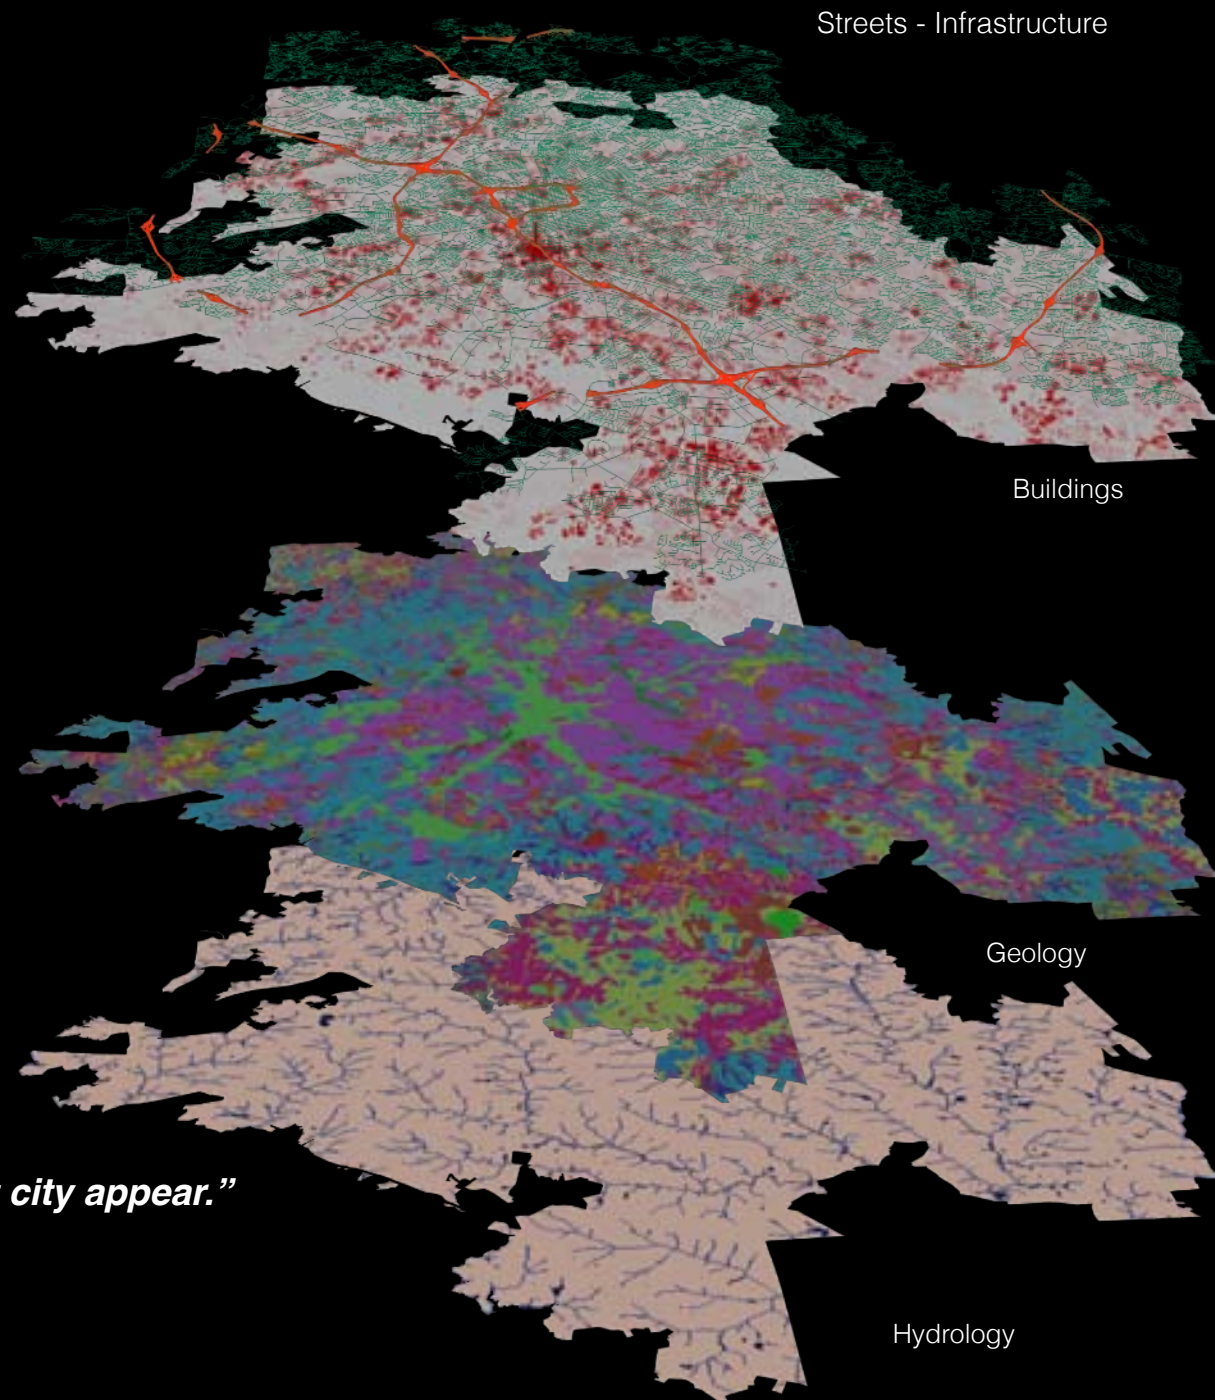 Streets - Infrastructure
Buildings
Geology
city appear.”
Hydrology